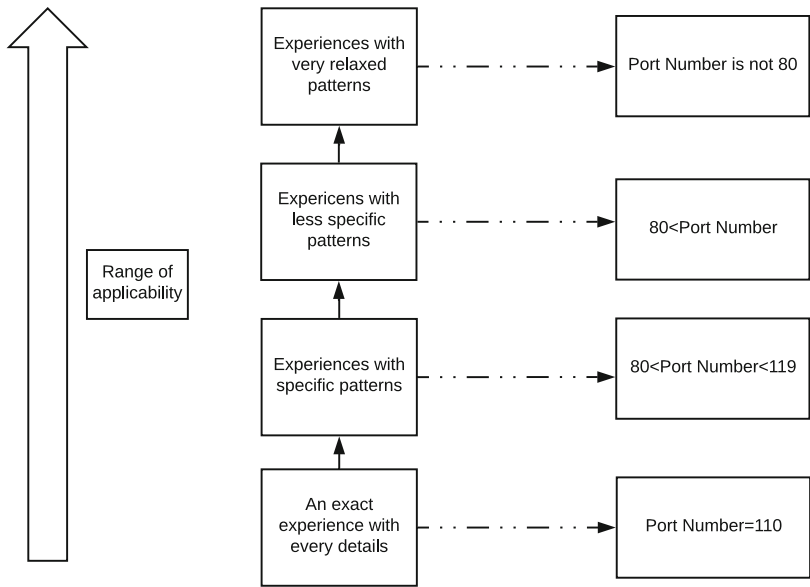 Experiences with
very relaxed
patterns
Port Number is not 80
Expericens with
less specific
patterns
80<Port Number
Range of
applicability
Experiences with
specific patterns
80<Port Number<119
An exact
experience with
every details
Port Number=110